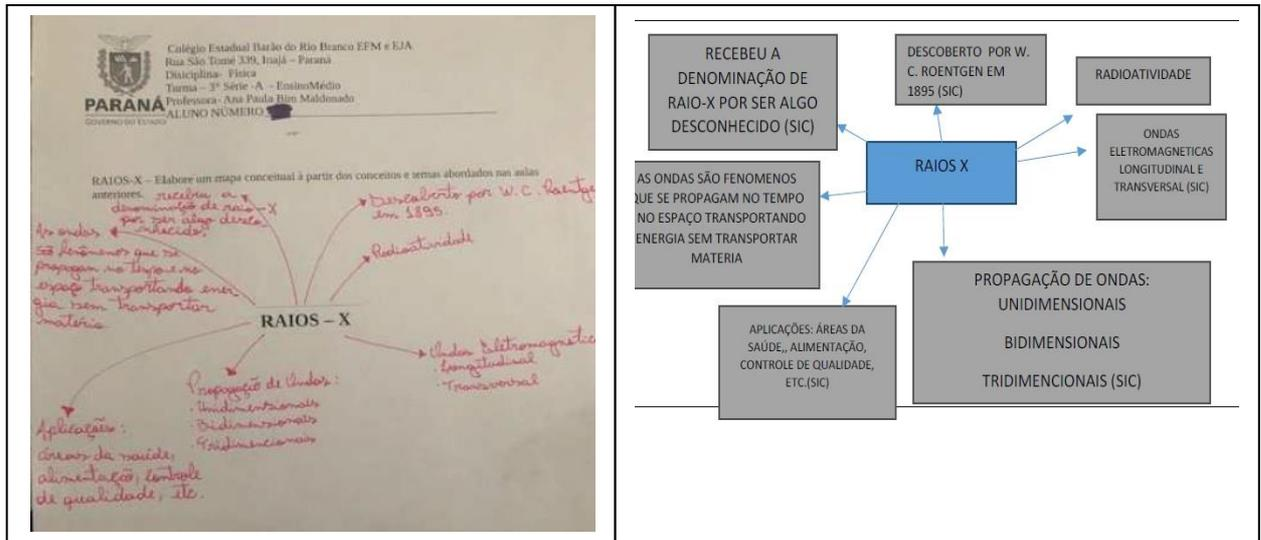 Colégio Estadual Barão do Rio Branco EFM e EJA
Rua São Tomé 339, Inajá – Paraná
Disiciplina- Física
Turma – 3ª Série -A – EnsinoMédio
Professora- Ana Paula Bim Maldonado
ALUNO NÚMERO
PARANÁ
GOVERNO DO ESTADO
RAIOS-X – Elabore um mapa conceitual à partir dos conceitos e temas abordados nas aulas
anteriores.
recebeu a
denominação de raio-X
por ser algo desco-
nhecido.
Descoberto por W. C. Roentge
em 1895.
Radioatividade
As ondas
são fenômenos que se
propagam no tempo e no
espaço transportando ener-
gia sem transportar
matéria
RAIOS – X
Ondas Eletromagnetica
· Longitudinal
· Transversal
Propagação de Ondas:
· Unidimensionais
· Bidimensionais
· Tridimencionais
Aplicações:
áreas da saúde,
alimentação, controle
de qualidade, etc.
RECEBEU A
DENOMINAÇÃO DE
RAIO-X POR SER ALGO
DESCONHECIDO (SIC)
DESCOBERTO POR W.
C. ROENTGEN EM
1895 (SIC)
RADIOATIVIDADE
RAIOS X
ONDAS
ELETROMAGNETICAS
LONGITUDINAL E
TRANSVERSAL (SIC)
AS ONDAS SÃO FENOMENOS
QUE SE PROPAGAM NO TEMPO
NO ESPAÇO TRANSPORTANDO
ENERGIA SEM TRANSPORTAR
MATERIA
PROPAGAÇÃO DE ONDAS:
UNIDIMENSIONAIS
BIDIMENSIONAIS
TRIDIMENCIONAIS (SIC)
APLICAÇÕES: ÁREAS DA
SAÚDE,, ALIMENTAÇÃO,
CONTROLE DE QUALIDADE,
ETC.(SIC)